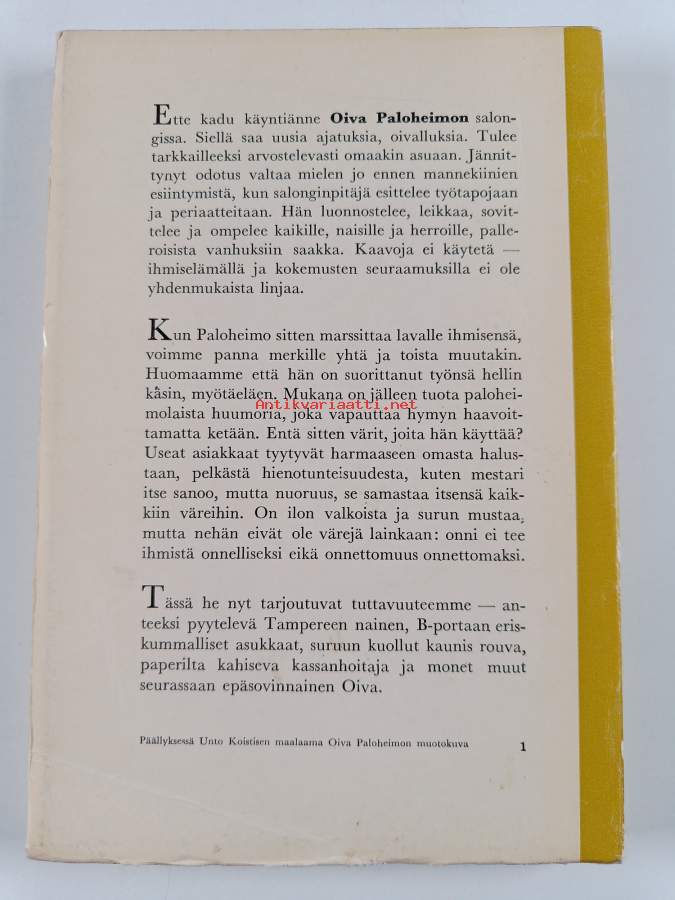 Ette kadu käyntiänne Oiva Paloheimon salon-
gissa. Siellä saa uusia ajatuksia, oivalluksia. Tulee
tarkkailleeksi arvostelevasti omaakin asuaan. Jännit-
tynyt odotus valtaa mielen jo ennen mannekiinien
esiintymistä, kun salonginpitäjä esittelee työtapojaan
ja periaatteitaan. Hän luonnostelee, leikkaa, sovit-
telee ja ompelee kaikille, naisille ja herroille, palle-
roisista vanhuksiin saakka. Kaavoja ei käytetä —
ihmiselämällä ja kokemusten seuraamuksilla ei ole
yhdenmukaista linjaa.
Kun Paloheimo sitten marssittaa lavalle ihmisensä,
voimme panna merkille yhtä ja toista muutakin.
Huomaamme että hän on suorittanut työnsä hellin
käsin, myötäeläen. Mukana on jälleen tuota palohei-
Antikvariaatti.net
molaista huumoria, joka vapauttaa hymyn haavoit-
tamatta ketään. Entä sitten värit, joita hän käyttää?
Useat asiakkaat tyytyvät harmaaseen omasta halus-
taan, pelkästä hienotunteisuudesta, kuten mestari
itse sanoo, mutta nuoruus, se samastaa itsensä kaik-
kiin väreihin. On ilon valkoista ja surun mustaa,
mutta nehän eivät ole värejä lainkaan: onni ei tee
ihmistä onnelliseksi eikä onnettomuus onnettomaksi.
Tässä he nyt tarjoutuvat tuttavuuteemme — an-
teeksi pyytelevä Tampereen nainen, B-portaan eris-
kummalliset asukkaat, suruun kuollut kaunis rouva,
paperilta kahiseva kassanhoitaja ja monet muut
seurassaan epäsovinnainen Oiva.
Päällyksessä Unto Koistisen maalaama Oiva Paloheimon muotokuva 1